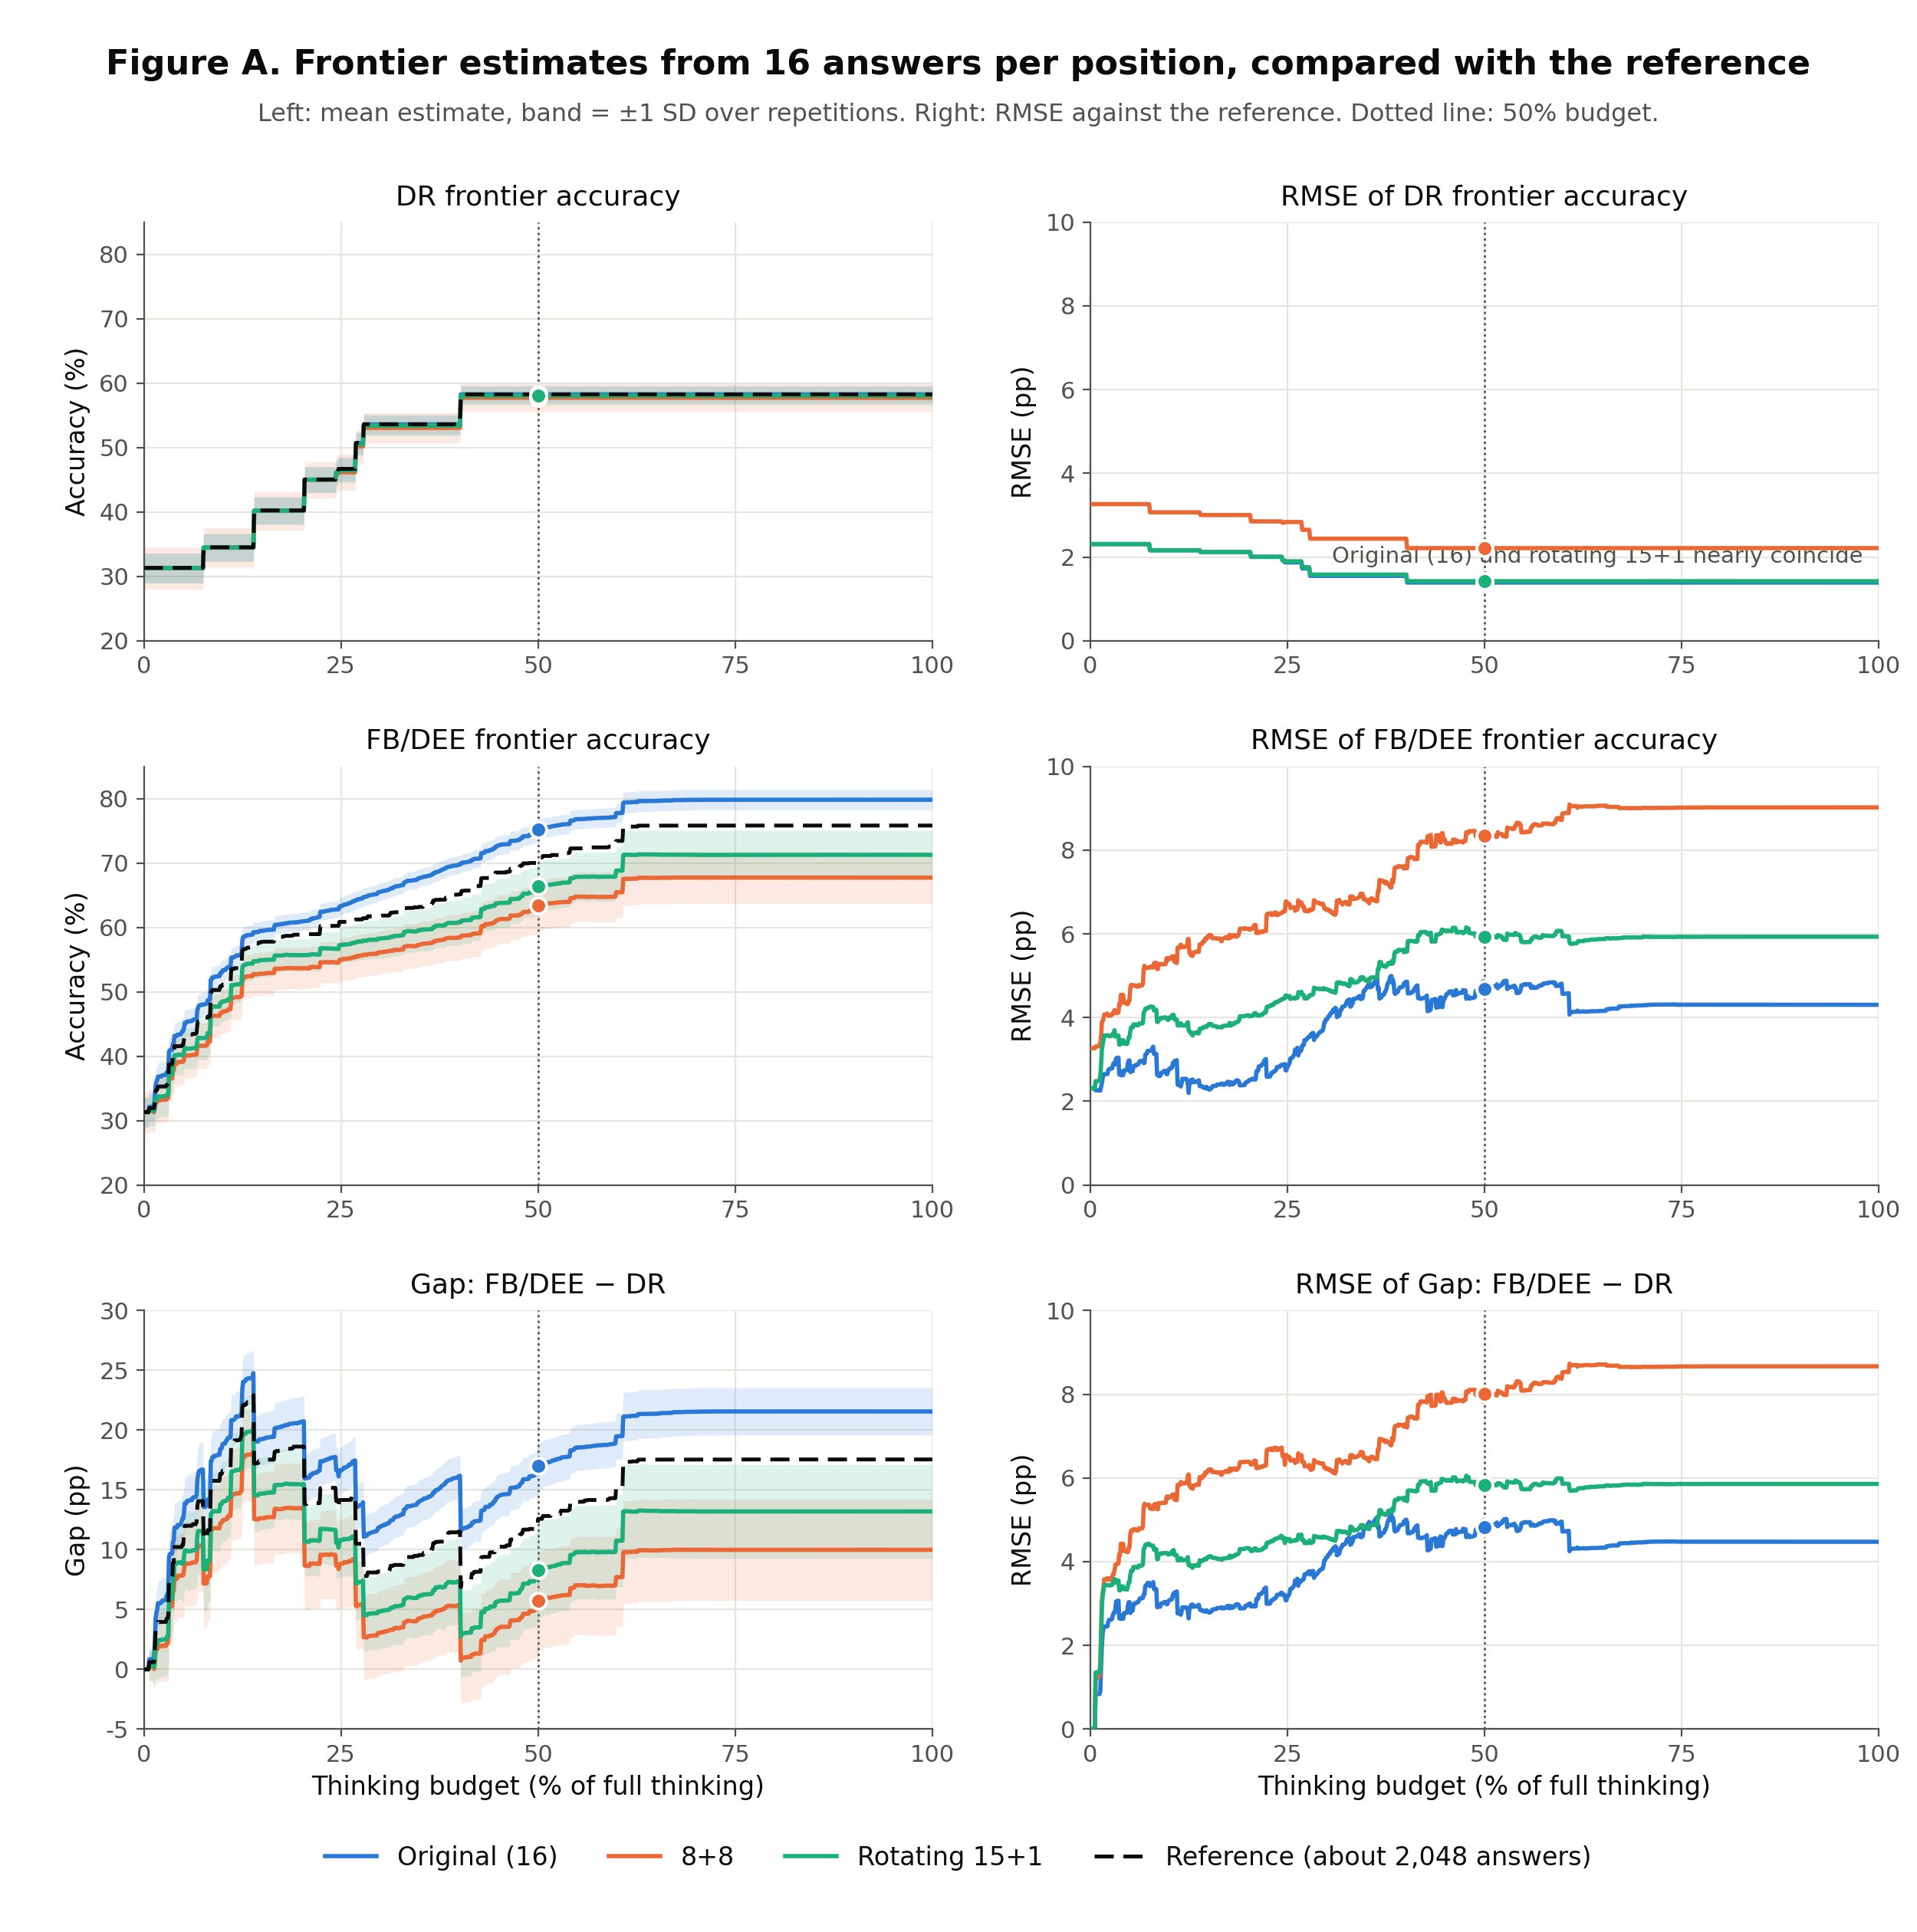 Figure A. Frontier estimates from 16 answers per position, compared with the reference
Left: mean estimate, band = ±1 SD over repetitions. Right: RMSE against the reference. Dotted line: 50% budget.
DR frontier accuracy
Accuracy (%)
80
70
60
50
40
30
20
0 25 50 75 100
RMSE of DR frontier accuracy
RMSE (pp)
10
8
6
4
2
0
Original (16) and rotating 15+1 nearly coincide
0 25 50 75 100
FB/DEE frontier accuracy
Accuracy (%)
80
70
60
50
40
30
20
0 25 50 75 100
RMSE of FB/DEE frontier accuracy
RMSE (pp)
10
8
6
4
2
0
0 25 50 75 100
Gap: FB/DEE − DR
Gap (pp)
30
25
20
15
10
5
0
-5
0 25 50 75 100
Thinking budget (% of full thinking)
RMSE of Gap: FB/DEE − DR
RMSE (pp)
10
8
6
4
2
0
0 25 50 75 100
Thinking budget (% of full thinking)
Original (16) 8+8 Rotating 15+1 Reference (about 2,048 answers)